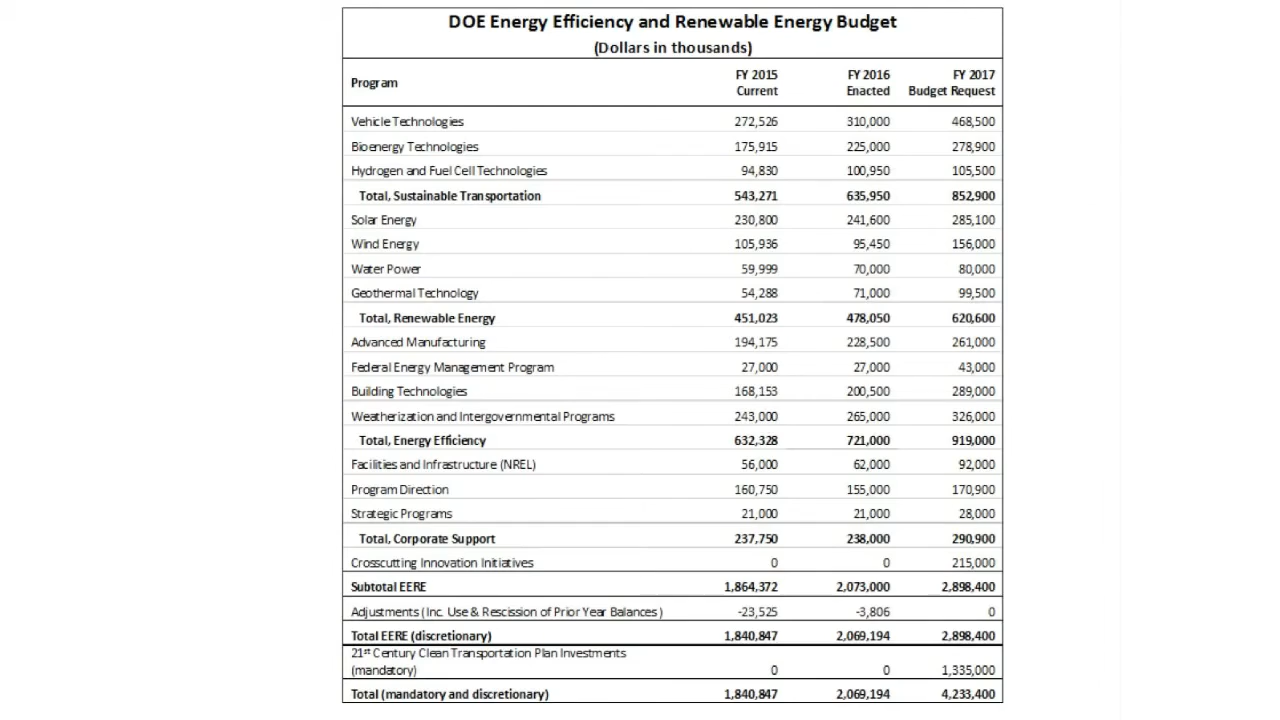 DOE Energy Efficiency and Renewable Energy Budget
(Dollars in thousands)
Program FY 2015 Current FY 2016 Enacted FY 2017 Budget Request
Vehicle Technologies 272,526 310,000 468,500
Bioenergy Technologies 175,915 225,000 278,900
Hydrogen and Fuel Cell Technologies 94,830 100,950 105,500
Total, Sustainable Transportation 543,271 635,950 852,900
Solar Energy 230,800 241,600 285,100
Wind Energy 105,936 95,450 156,000
Water Power 59,999 70,000 80,000
Geothermal Technology 54,288 71,000 99,500
Total, Renewable Energy 451,023 478,050 620,600
Advanced Manufacturing 194,175 228,500 261,000
Federal Energy Management Program 27,000 27,000 43,000
Building Technologies 168,153 200,500 289,000
Weatherization and Intergovernmental Programs 243,000 265,000 326,000
Total, Energy Efficiency 632,328 721,000 919,000
Facilities and Infrastructure (NREL) 56,000 62,000 92,000
Program Direction 160,750 155,000 170,900
Strategic Programs 21,000 21,000 28,000
Total, Corporate Support 237,750 238,000 290,900
Crosscutting Innovation Initiatives 0 0 215,000
Subtotal EERE 1,864,372 2,073,000 2,898,400
Adjustments (Inc. Use & Rescission of Prior Year Balances) -23,525 -3,806 0
Total EERE (discretionary) 1,840,847 2,069,194 2,898,400
21st Century Clean Transportation Plan Investments
(mandatory) 0 0 1,335,000
Total (mandatory and discretionary) 1,840,847 2,069,194 4,233,400